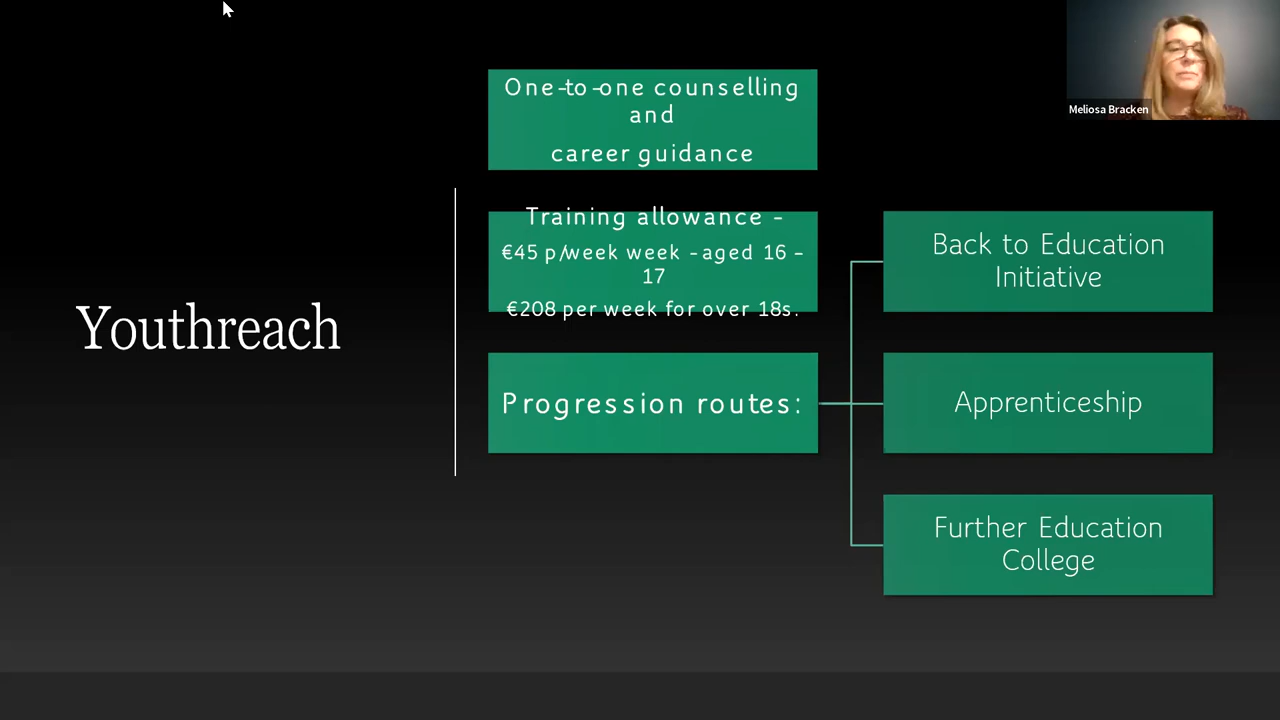 Meliosa Bracken
Youthreach
One-to-one counselling
and
career guidance
Training allowance -
€45 p/week week - aged 16 -
17
€208 per week for over 18s.
Progression routes:
Back to Education
Initiative
Apprenticeship
Further Education
College